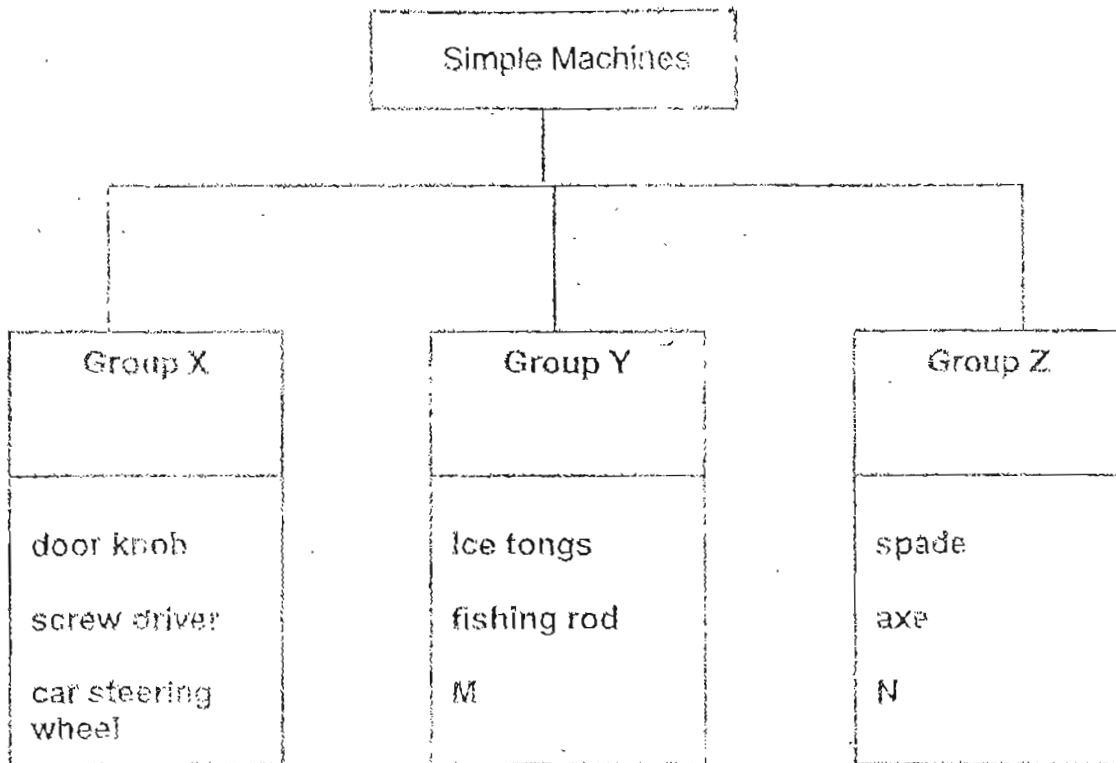 Simple Machines
Group X
door knob
screw driver
car steering
wheel
Group Y
Ice tongs
fishing rod
M
Group Z
spade
axe
N